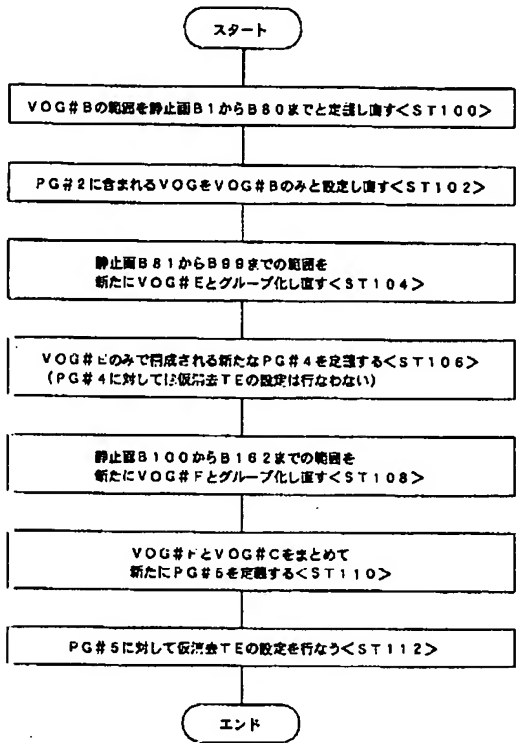 スタート
VOG#Bの範囲を静止画B1からB80までと定義し直す<ST100>
PG#2に含まれるVOGをVOG#Bのみと設定し直す<ST102>
静止画B81からB99までの範囲を
新たにVOG#Eとグループ化し直す<ST104>
VOG#Eのみで構成される新たなPG#4を定義する<ST106>
(PG#4に対しては仮消去TEの設定は行なわない)
静止画B100からB162までの範囲を
新たにVOG#Fとグループ化し直す<ST108>
VOG#FとVOG#Cをまとめて
新たにPG#5を定義する<ST110>
PG#5に対して仮消去TEの設定を行なう<ST112>
エンド